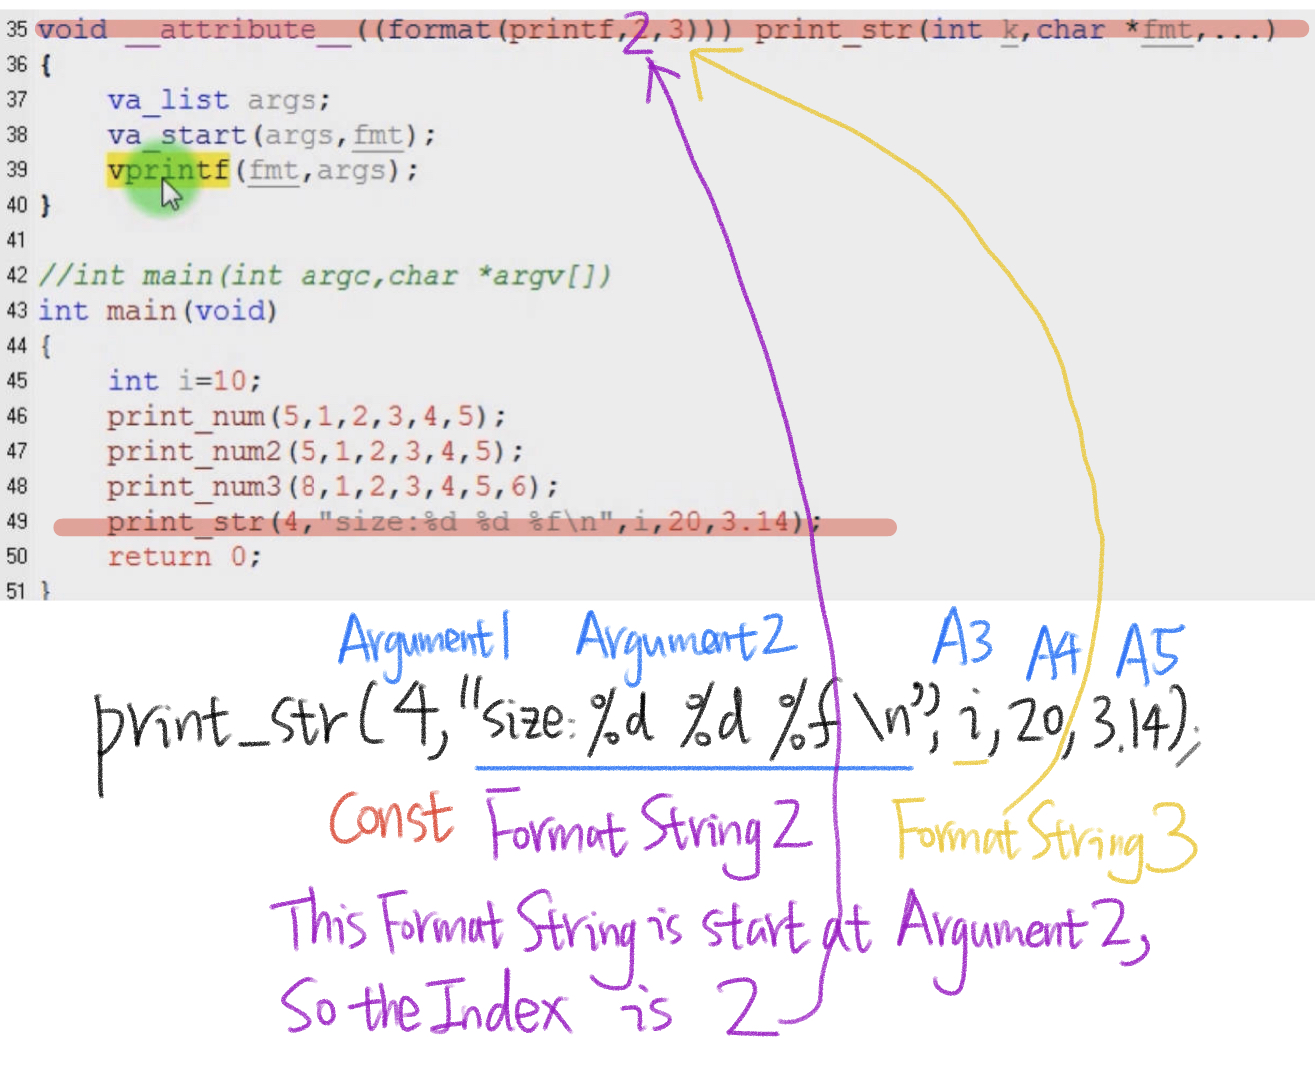 35 void __attribute__((format(printf,2,3))) print_str(int k,char *fmt,...)
36 {
37 va_list args;
38 va_start(args,fmt);
39 vprintf(fmt,args);
40 }
41
42 //int main(int argc,char *argv[])
43 int main(void)
44 {
45 int i=10;
46 print_num(5,1,2,3,4,5);
47 print_num2(5,1,2,3,4,5);
48 print_num3(8,1,2,3,4,5,6);
49 print_str(4,"size:%d %d %f\n",i,20,3.14);
50 return 0;
51 }
Argument1 Argument2 A3 A4 A5
print_str(4,"size: %d %d %f \n", i, 20, 3.14);
Const Format String 2 Format String 3
This Format String is start at Argument 2,
So the Index is 2